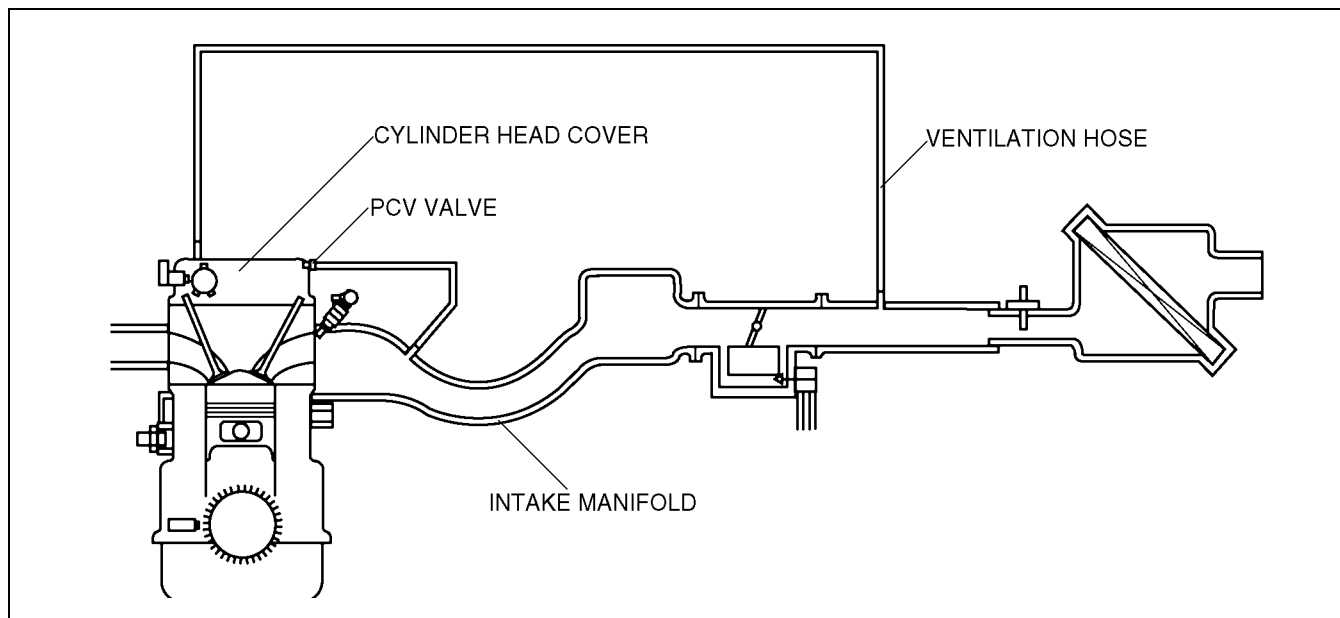 CYLINDER HEAD COVER
VENTILATION HOSE
PCV VALVE
INTAKE MANIFOLD